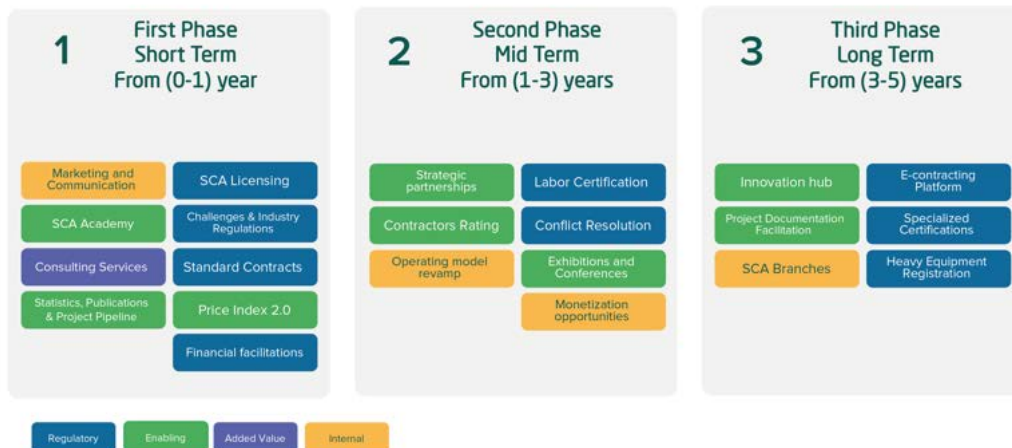 1
First Phase
Short Term
From (0-1) year
Marketing and
Communication
SCA Licensing
SCA Academy
Challenges & Industry
Regulations
Consulting Services
Standard Contracts
Statistics, Publications
& Project Pipeline
Price Index 2.0
Financial facilitations
2
Second Phase
Mid Term
From (1-3) years
Strategic
partnerships
Labor Certification
Contractors Rating
Conflict Resolution
Operating model
revamp
Exhibitions and
Conferences
Monetization
opportunities
3
Third Phase
Long Term
From (3-5) years
Innovation hub
E-contracting
Platform
Project Documentation
Facilitation
Specialized
Certifications
SCA Branches
Heavy Equipment
Registration
Regulatory
Enabling
Added Value
Internal